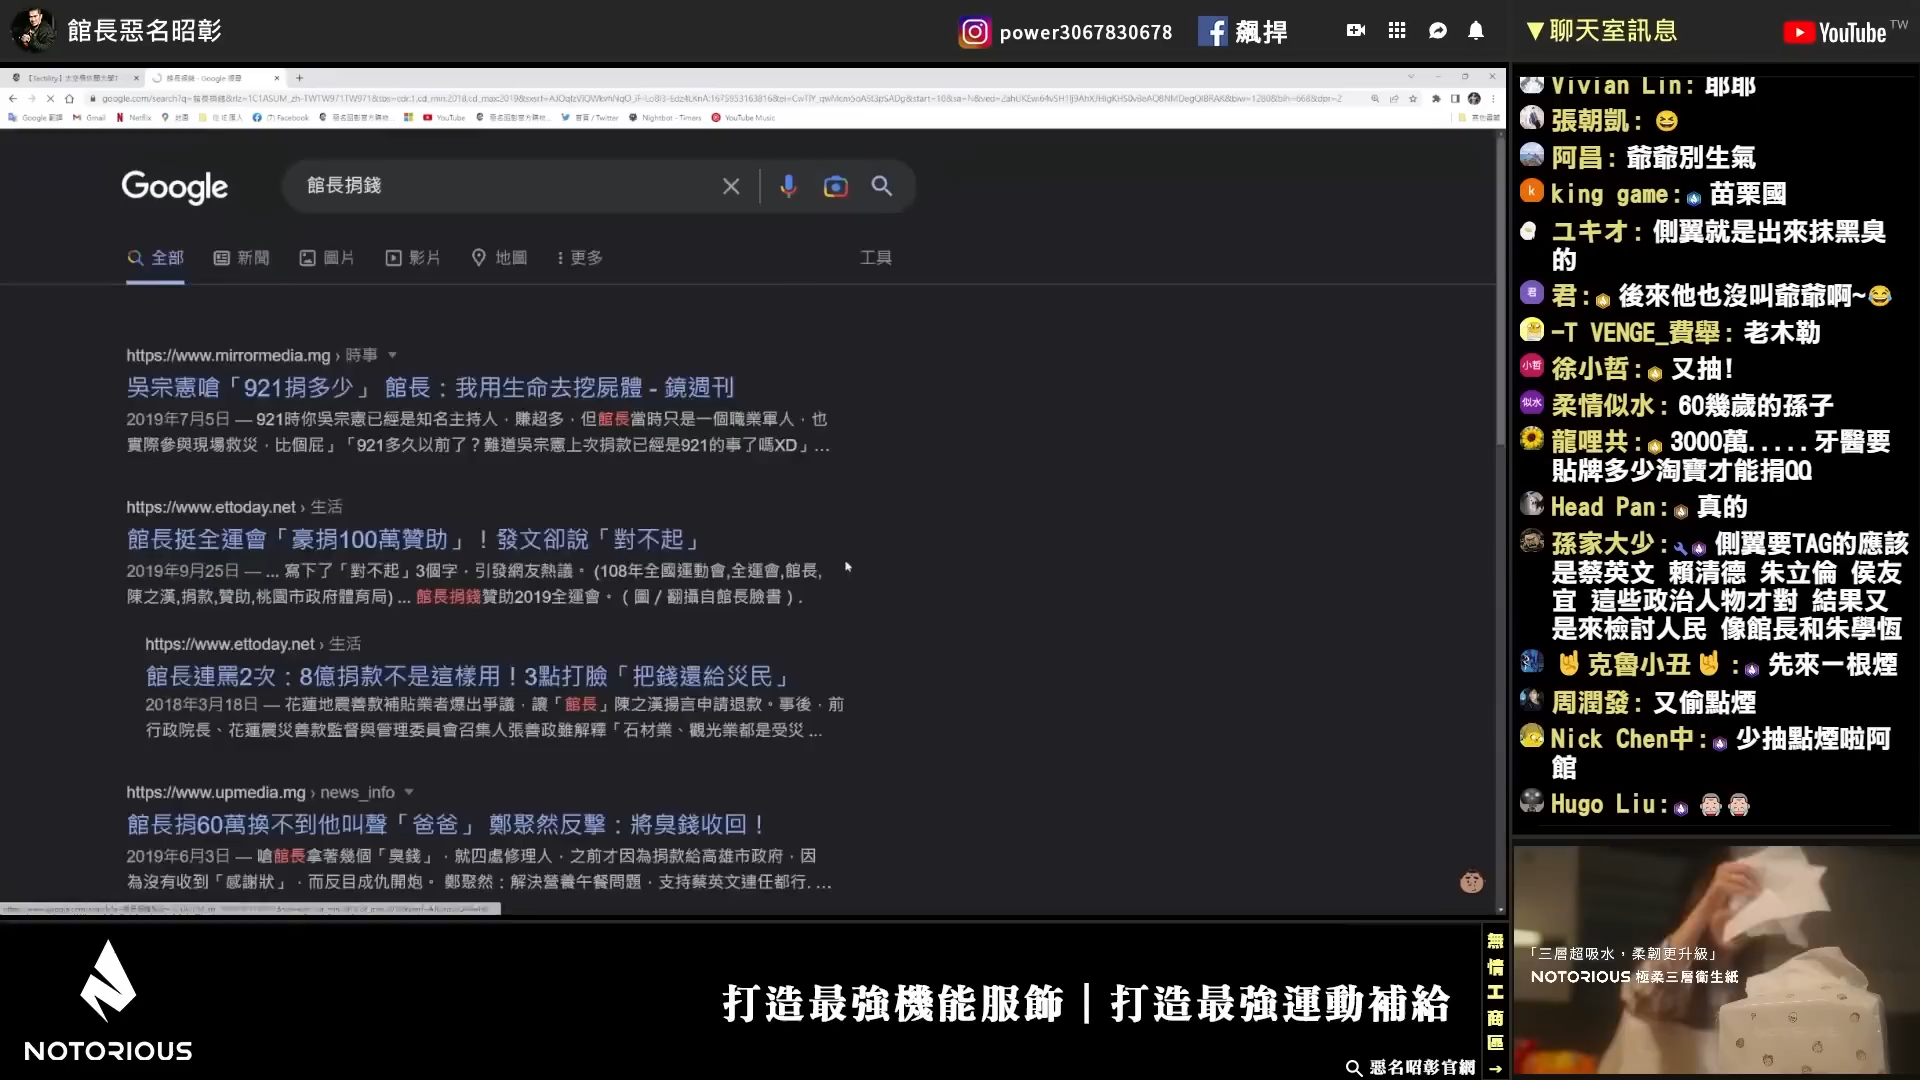 館長惡名昭彰
power3067830678
飆捍
▼聊天室訊息
YouTube TW
館長捐錢 - Google 搜尋
Google 翻譯
Gmail
Netflix
地圖
(7) Facebook
YouTube
首頁 / Twitter
Nightbot - Timers
YouTube Music
其他書籤
Google
館長捐錢
全部
新聞
圖片
影片
地圖
更多
工具
https://www.mirrormedia.mg › 時事
吳宗憲嗆「921捐多少」 館長：我用生命去挖屍體 - 鏡週刊
2019年7月5日 — 921時你吳宗憲已經是知名主持人，賺超多，但館長當時只是一個職業軍人，也
實際參與現場救災，比個屁」「921多久以前了？難道吳宗憲上次捐款已經是921的事了嗎XD」...
https://www.ettoday.net › 生活
館長挺全運會「豪捐100萬贊助」！發文卻說「對不起」
2019年9月25日 — ... 寫下了「對不起」3個字，引發網友熱議。 (108年全國運動會,全運會,館長,
陳之漢,捐款,贊助,桃園市政府體育局) ... 館長捐錢贊助2019全運會。（圖／翻攝自館長臉書）.
https://www.ettoday.net › 生活
館長連罵2次：8億捐款不是這樣用！3點打臉「把錢還給災民」
2018年3月18日 — 花蓮地震善款補貼業者爆出爭議，讓「館長」陳之漢揚言申請退款。事後，前
行政院長、花蓮震災善款監督與管理委員會召集人張善政雖解釋「石材業、觀光業都是受災 ...
https://www.upmedia.mg › news_info
館長捐60萬換不到他叫聲「爸爸」 鄭聚然反擊：將臭錢收回！
2019年6月3日 — 嗆館長拿著幾個「臭錢」，就四處修理人，之前才因為捐款給高雄市政府，因
為沒有收到「感謝狀」，而反目成仇開炮。 鄭聚然：解決營養午餐問題，支持蔡英文連任都行. ...
Vivian Lin: 耶耶
張朝凱: 😆
阿昌: 爺爺別生氣
king game: 苗栗國
ユキオ: 側翼就是出來抹黑臭
的
君: 後來他也沒叫爺爺啊~😂
-T VENGE_費舉: 老木勒
徐小哲: 又抽!
柔情似水: 60幾歲的孫子
龍哩共: 3000萬.....牙醫要
貼牌多少淘寶才能捐QQ
Head Pan: 真的
孫家大少: 側翼要TAG的應該
是蔡英文 賴清德 朱立倫 侯友
宜 這些政治人物才對 結果又
是來檢討人民 像館長和朱學恆
🤘克魯小丑🤘: 先來一根煙
周潤發: 又偷點煙
Nick Chen中: 少抽點煙啦阿
館
Hugo Liu:
「三層超吸水，柔韌更升級」
NOTORIOUS 極柔三層衛生紙
NOTORIOUS
打造最強機能服飾｜打造最強運動補給
惡名昭彰官網
無情工商區→